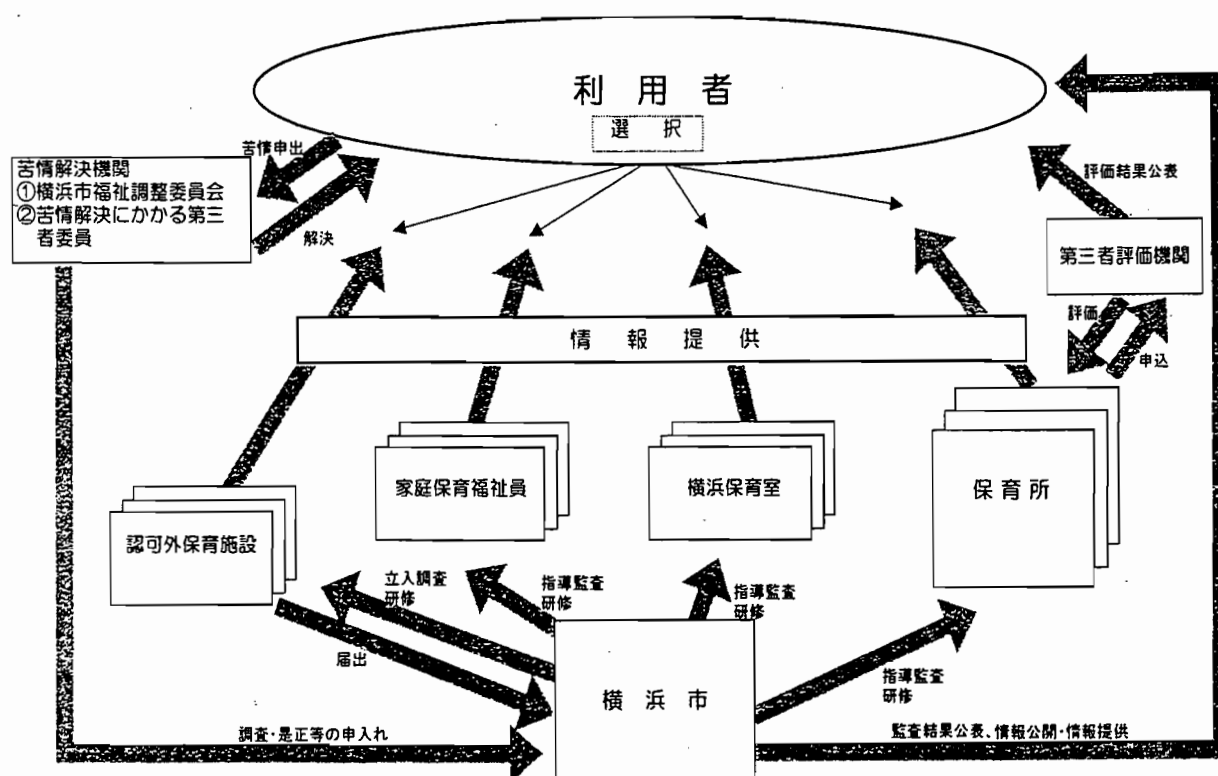 利用者
選択
苦情申出
苦情解決機関
①横浜市福祉調整委員会
②苦情解決にかかる第三
者委員
解決
評価結果公表
第三者評価機関
評価
申込
情報提供
家庭保育福祉員
横浜保育室
保育所
認可外保育施設
立入調査
研修
指導監査
研修
指導監査
研修
届出
横浜市
指導監査
研修
調査・是正等の申入れ
監査結果公表、情報公開・情報提供